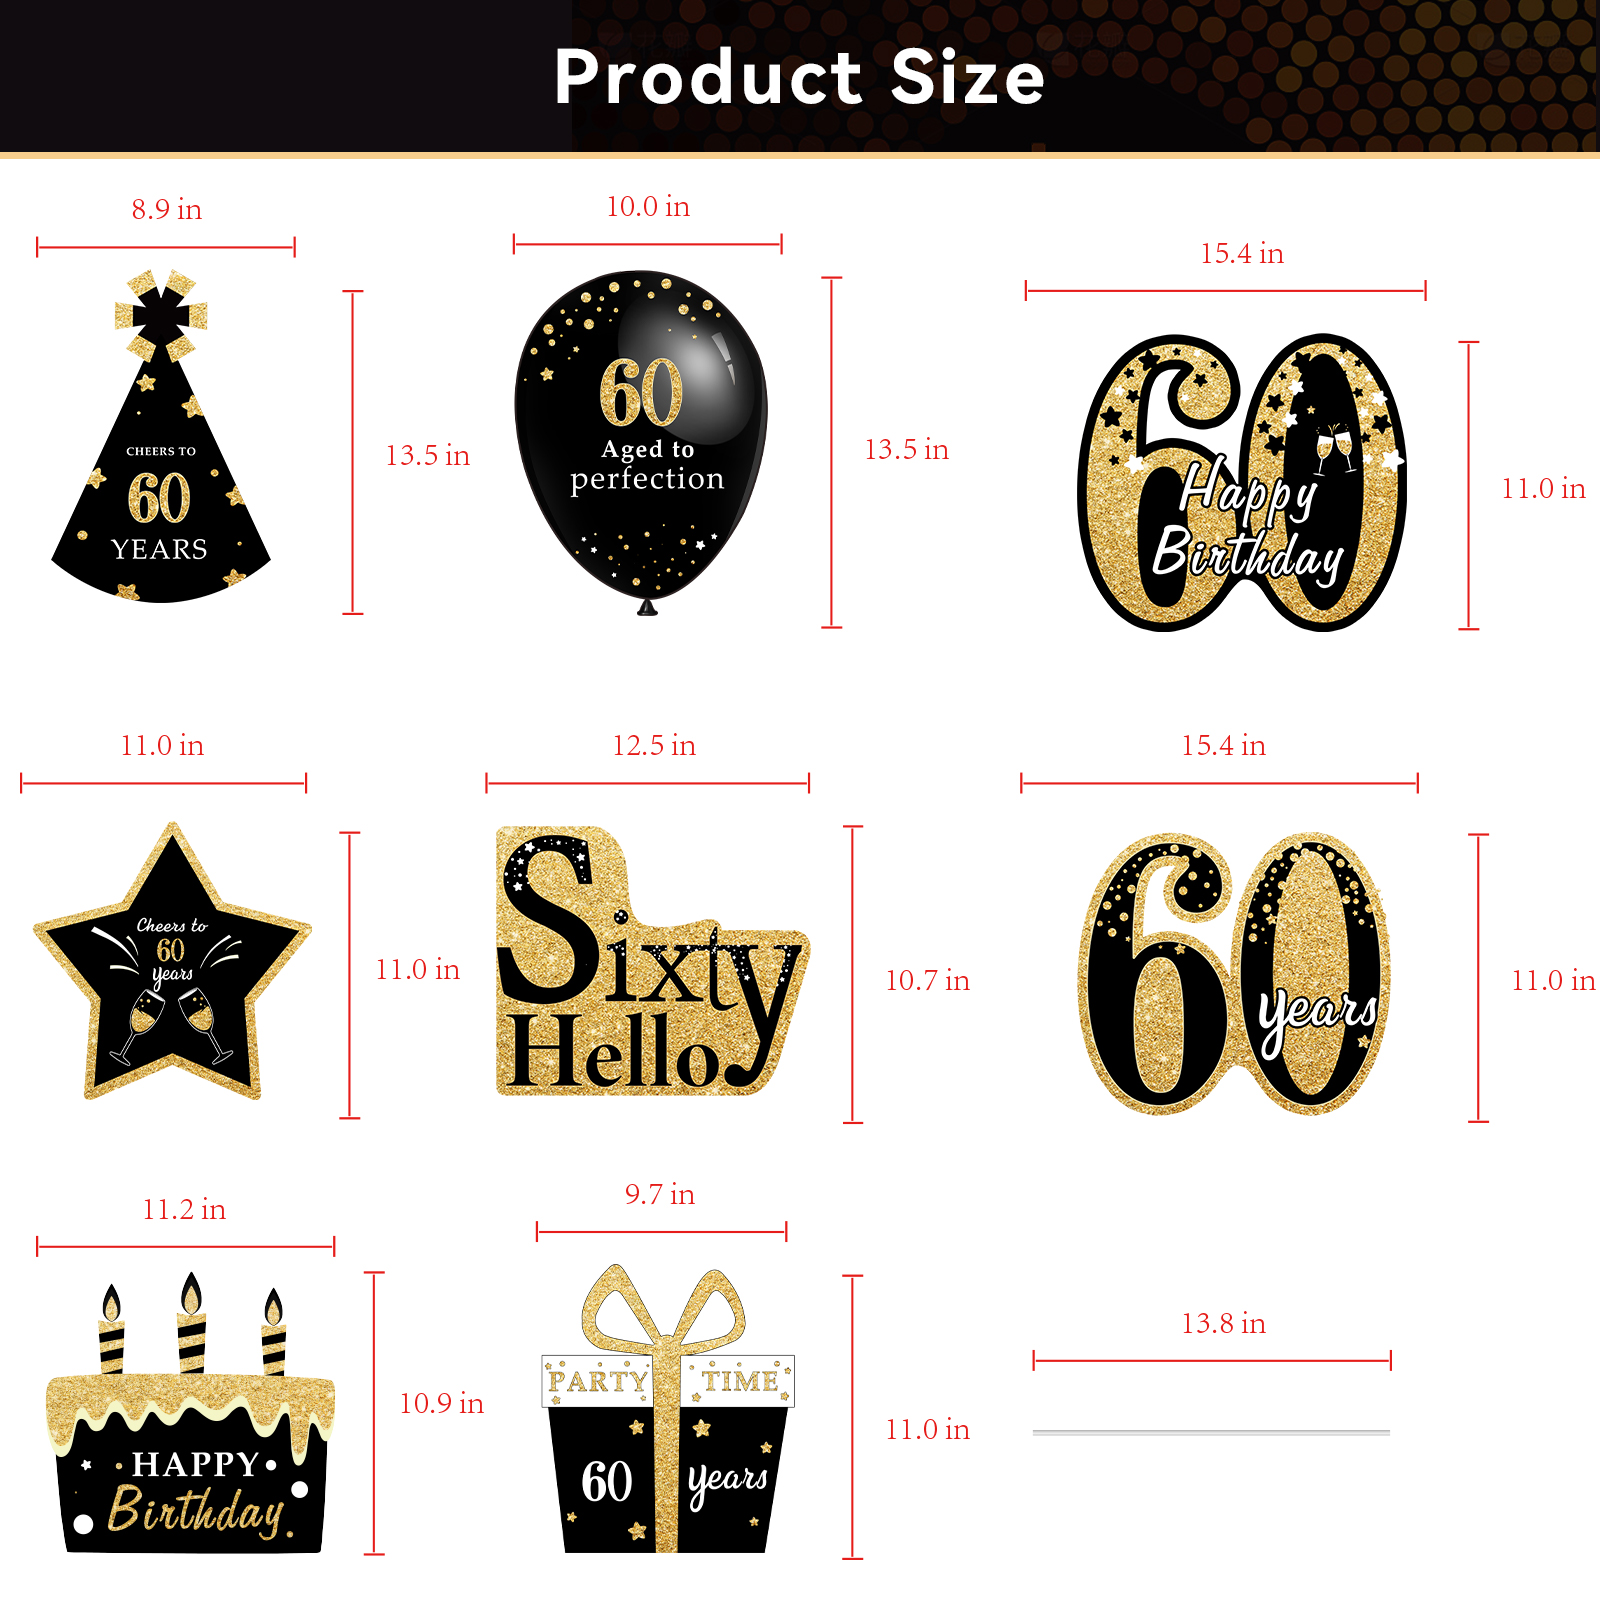 Product Size
8.9 in
10.0 in
15.4 in
CHEERS TO
60
YEARS
13.5 in
60
Aged to
perfection
13.5 in
60
Happy
Birthday
11.0 in
11.0 in
12.5 in
15.4 in
Cheers to
60
years
11.0 in
Sixty
Hello
10.7 in
60
years
11.0 in
11.2 in
9.7 in
13.8 in
HAPPY
Birthday
10.9 in
PARTY TIME
60 years
11.0 in